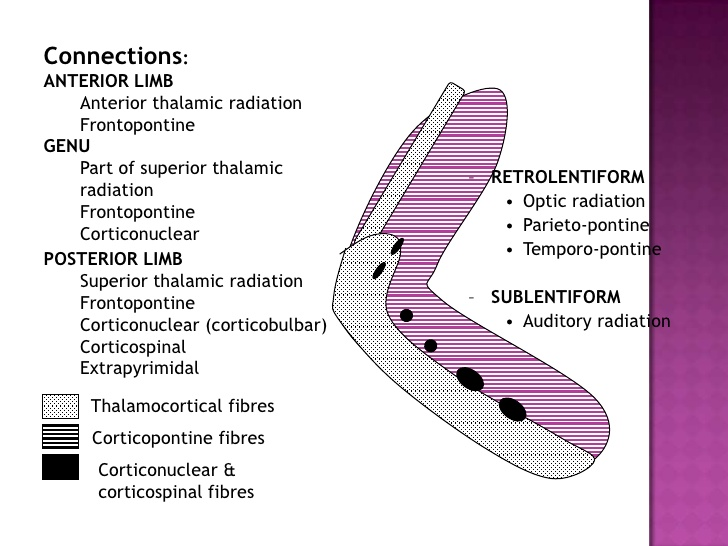 Connections:
ANTERIOR LIMB
Anterior thalamic radiation
Frontopontine
GENU
Part of superior thalamic
radiation
Frontopontine
Corticonuclear
POSTERIOR LIMB
Superior thalamic radiation
Frontopontine
Corticonuclear (corticobulbar)
Corticospinal
Extrapyrimidal
Thalamocortical fibres
Corticopontine fibres
Corticonuclear &
corticospinal fibres
– RETROLENTIFORM
• Optic radiation
• Parieto-pontine
• Temporo-pontine
– SUBLENTIFORM
• Auditory radiation